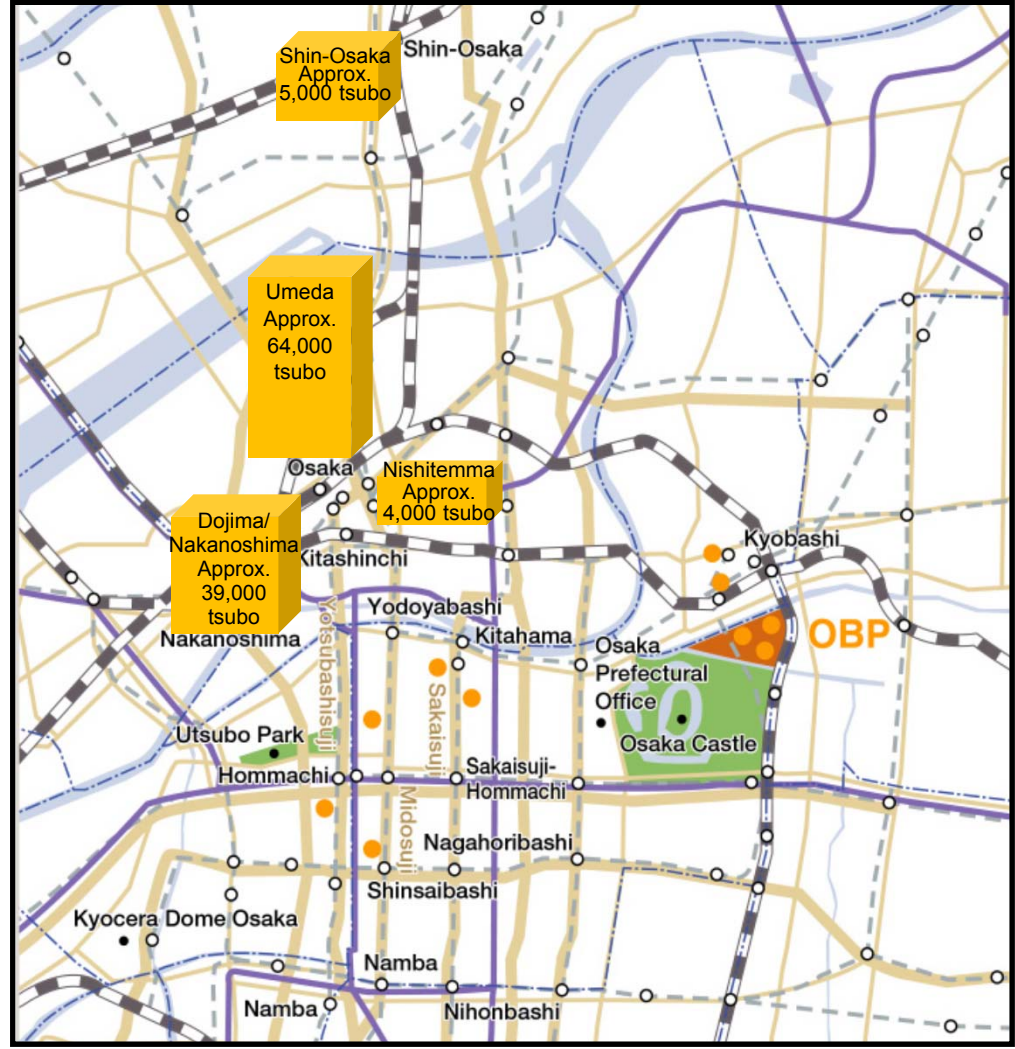 Shin-Osaka
Approx.
5,000 tsubo
Shin-Osaka
Umeda
Approx.
64,000
tsubo
Osaka
Nishitemma
Approx.
4,000 tsubo
Dojima/
Nakanoshima
Approx.
39,000
tsubo
Kitashinchi
Kyobashi
Nakanoshima
Yodoyabashi
Kitahama
OBP
Osaka
Prefectural
Office
Yotsubashisuji
Sakaisuji
Utsubo Park
Osaka Castle
Hommachi
Sakaisuji-
Hommachi
Midosuji
Nagahoribashi
Shinsaibashi
Kyocera Dome Osaka
Namba
Namba
Nihonbashi